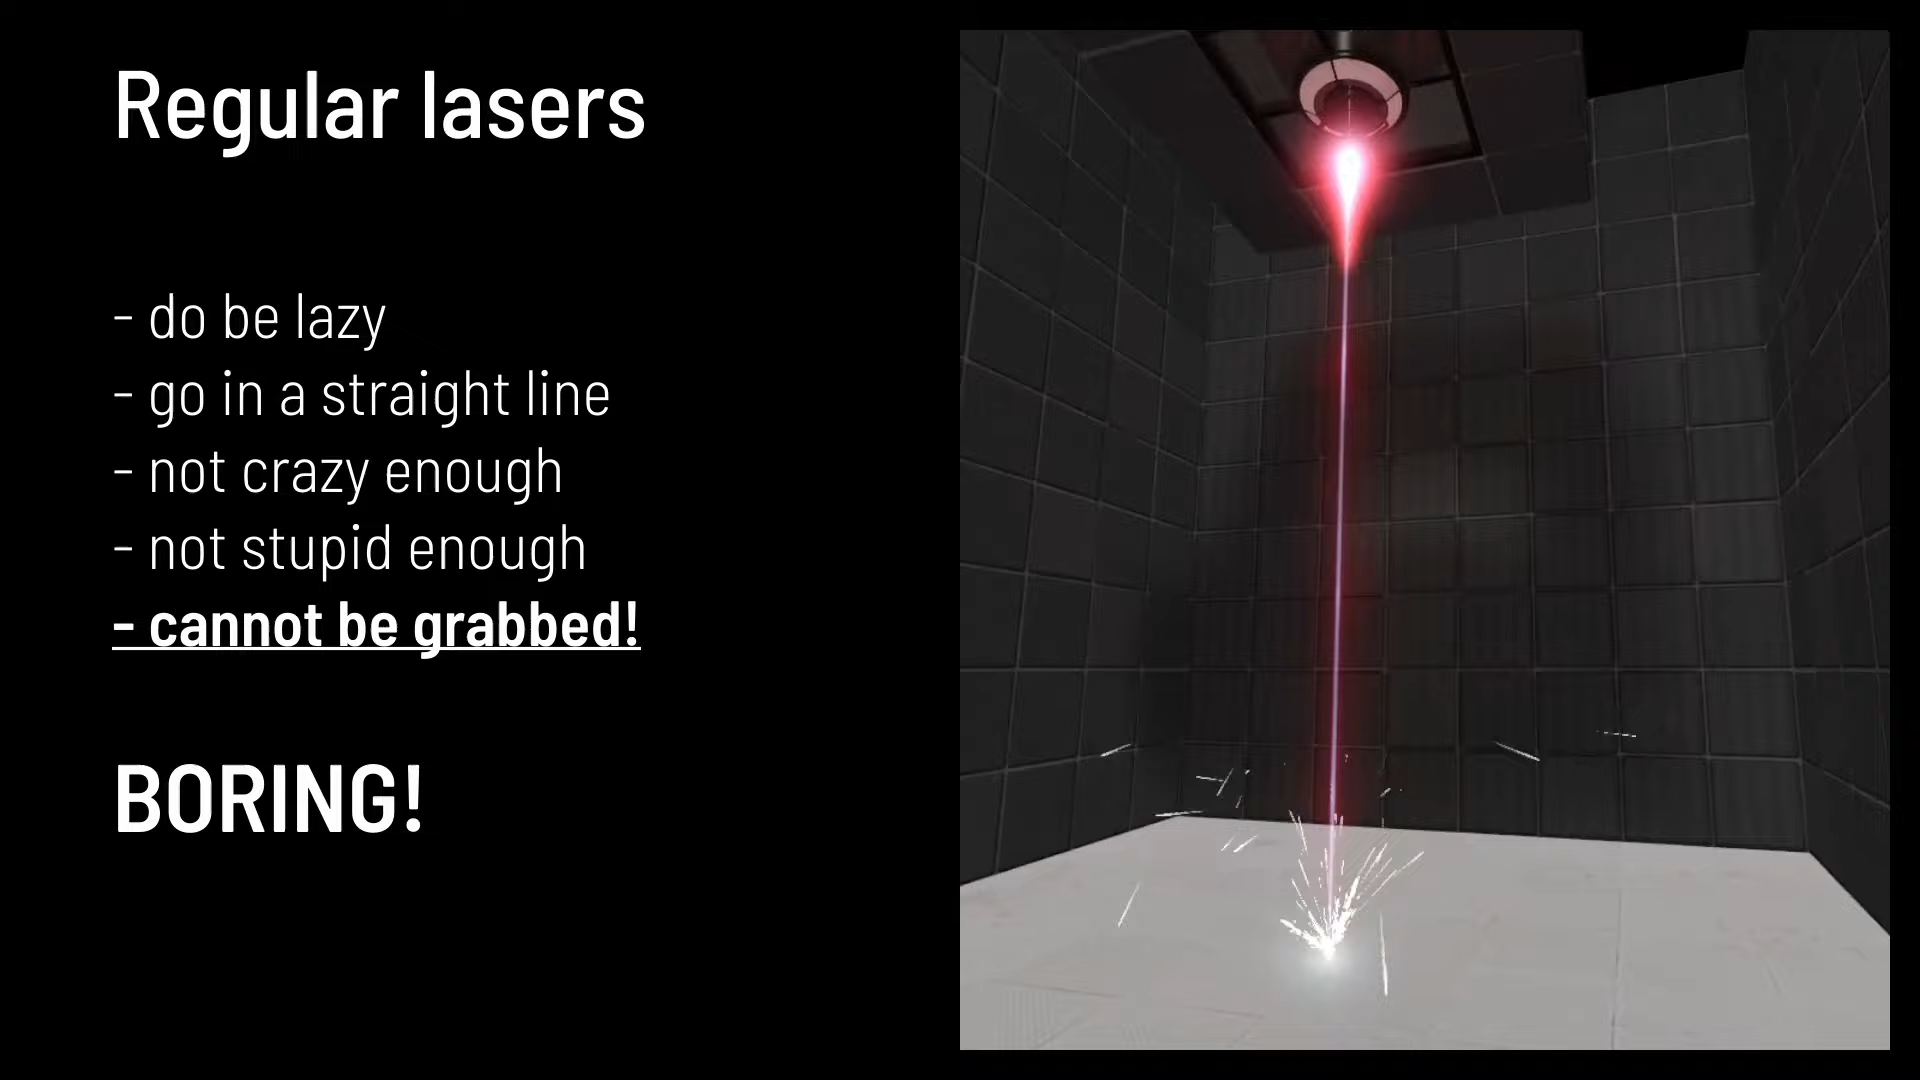 Regular lasers
- do be lazy
- go in a straight line
- not crazy enough
- not stupid enough
- cannot be grabbed!
BORING!